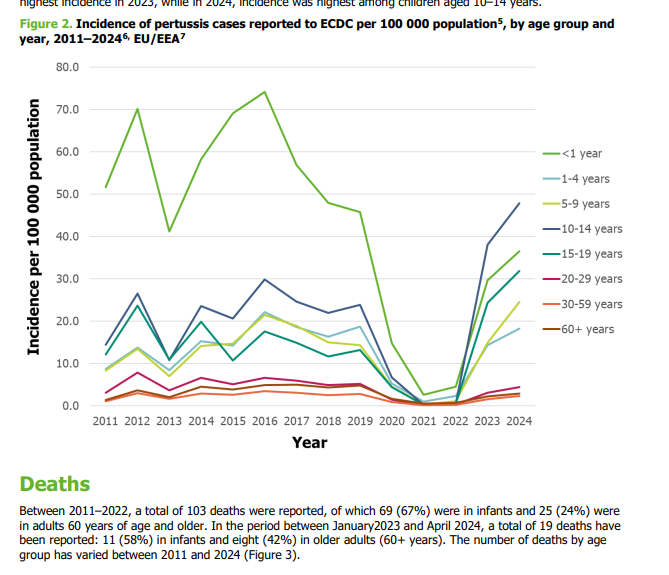 highest incidence in 2023, while in 2024, incidence was highest among children aged 10–14 years.
Figure 2. Incidence of pertussis cases reported to ECDC per 100 000 population⁵, by age group and
year, 2011–2024⁶, EU/EEA⁷
80.0
70.0
60.0
50.0
40.0
30.0
20.0
10.0
0.0
Incidence per 100 000 population
2011 2012 2013 2014 2015 2016 2017 2018 2019 2020 2021 2022 2023 2024
Year
<1 year
1-4 years
5-9 years
10-14 years
15-19 years
20-29 years
30-59 years
60+ years
Deaths
Between 2011–2022, a total of 103 deaths were reported, of which 69 (67%) were in infants and 25 (24%) were
in adults 60 years of age and older. In the period between January2023 and April 2024, a total of 19 deaths have
been reported: 11 (58%) in infants and eight (42%) in older adults (60+ years). The number of deaths by age
group has varied between 2011 and 2024 (Figure 3).